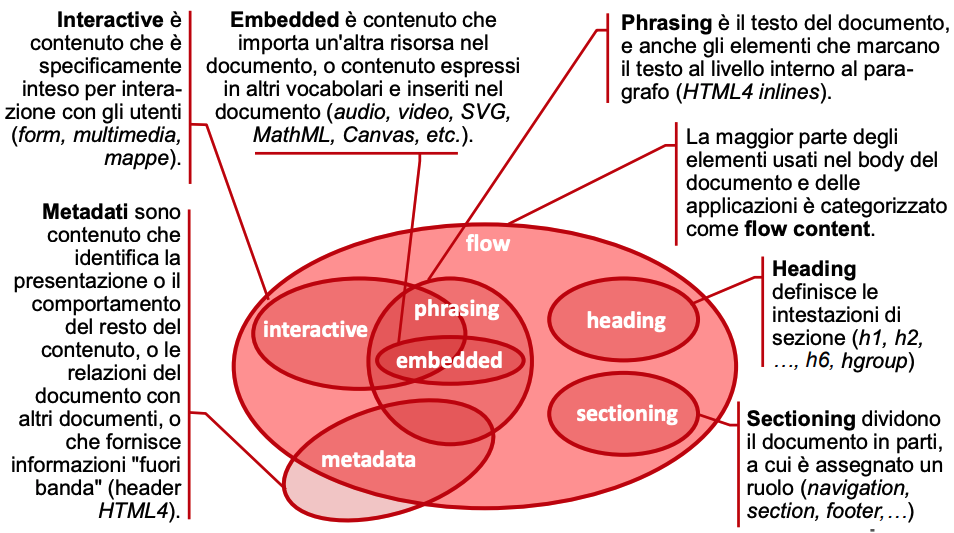 Interactive è
contenuto che è
specificamente
inteso per intera-
zione con gli utenti
(form, multimedia,
mappe).
Embedded è contenuto che
importa un'altra risorsa nel
documento, o contenuto espressi
in altri vocabolari e inseriti nel
documento (audio, video, SVG,
MathML, Canvas, etc.).
Phrasing è il testo del documento,
e anche gli elementi che marcano
il testo al livello interno al para-
grafo (HTML4 inlines).
La maggior parte degli
elementi usati nel body del
documento e delle
applicazioni è categorizzato
come flow content.
Metadati sono
contenuto che
identifica la
presentazione o il
comportamento
del resto del
contenuto, o le
relazioni del
documento con
altri documenti, o
che fornisce
informazioni "fuori
banda" (header
HTML4).
flow
interactive
phrasing
embedded
heading
sectioning
metadata
Heading
definisce le
intestazioni di
sezione (h1, h2,
…, h6, hgroup)
Sectioning dividono
il documento in parti,
a cui è assegnato un
ruolo (navigation,
section, footer,…)